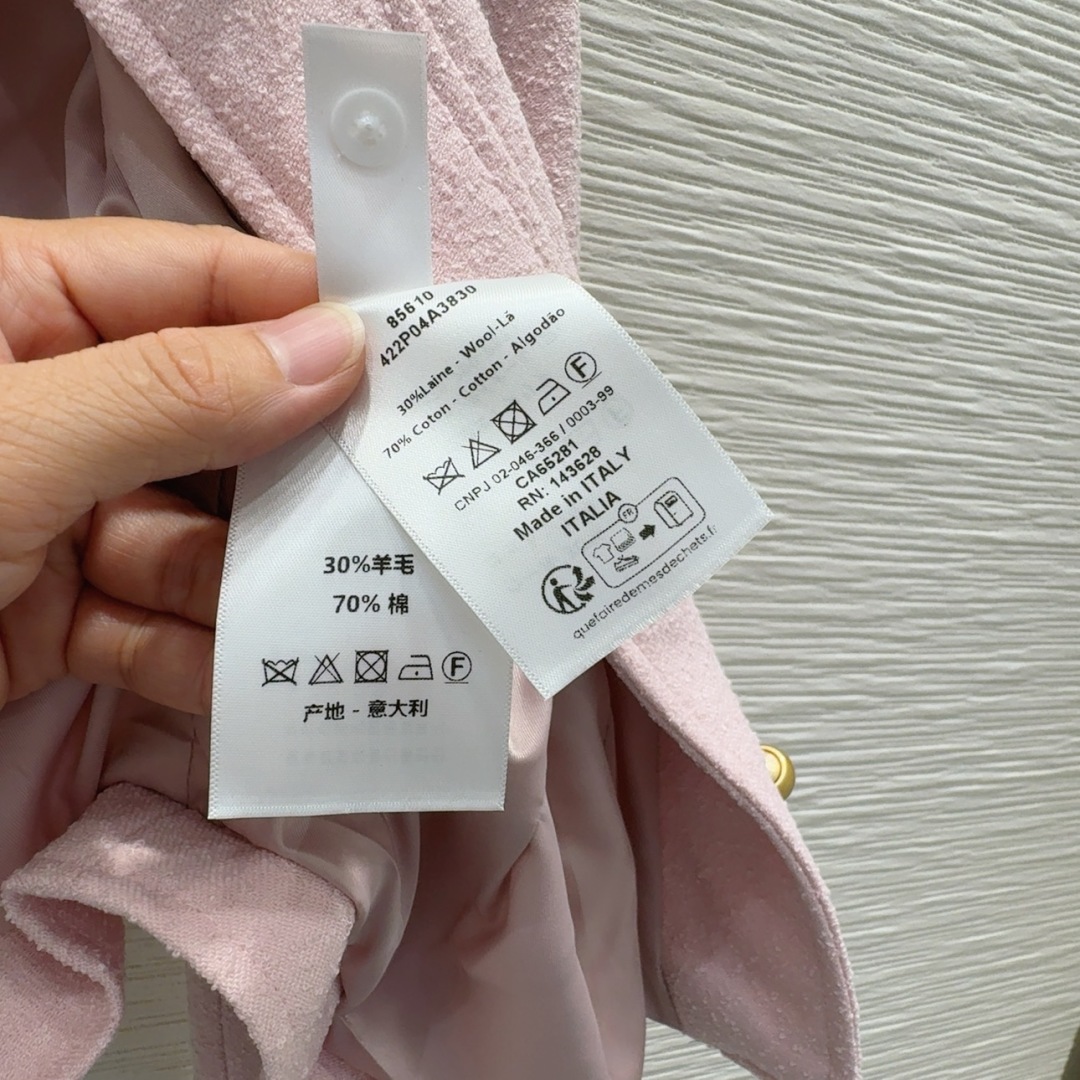 85610
422P04A3830
30%Laine - Wool-Lã
70% Coton - Cotton - Algodão
F
CNPJ 02-046-366 / 0003-99
CA65281
RN: 143628
Made in ITALY
ITALIA
FR
quefairedemesdechets.fr
30%羊毛
70% 棉
F
产地 - 意大利